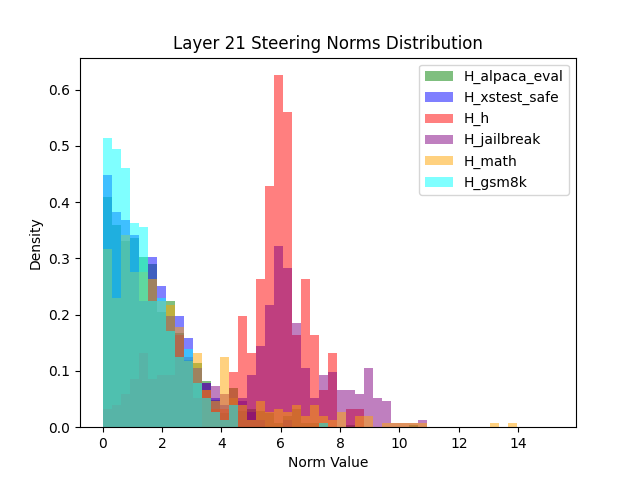 Layer 21 Steering Norms Distribution
H_alpaca_eval
H_xstest_safe
H_h
H_jailbreak
H_math
H_gsm8k
Density
0.6
0.5
0.4
0.3
0.2
0.1
0.0
0 2 4 6 8 10 12 14
Norm Value